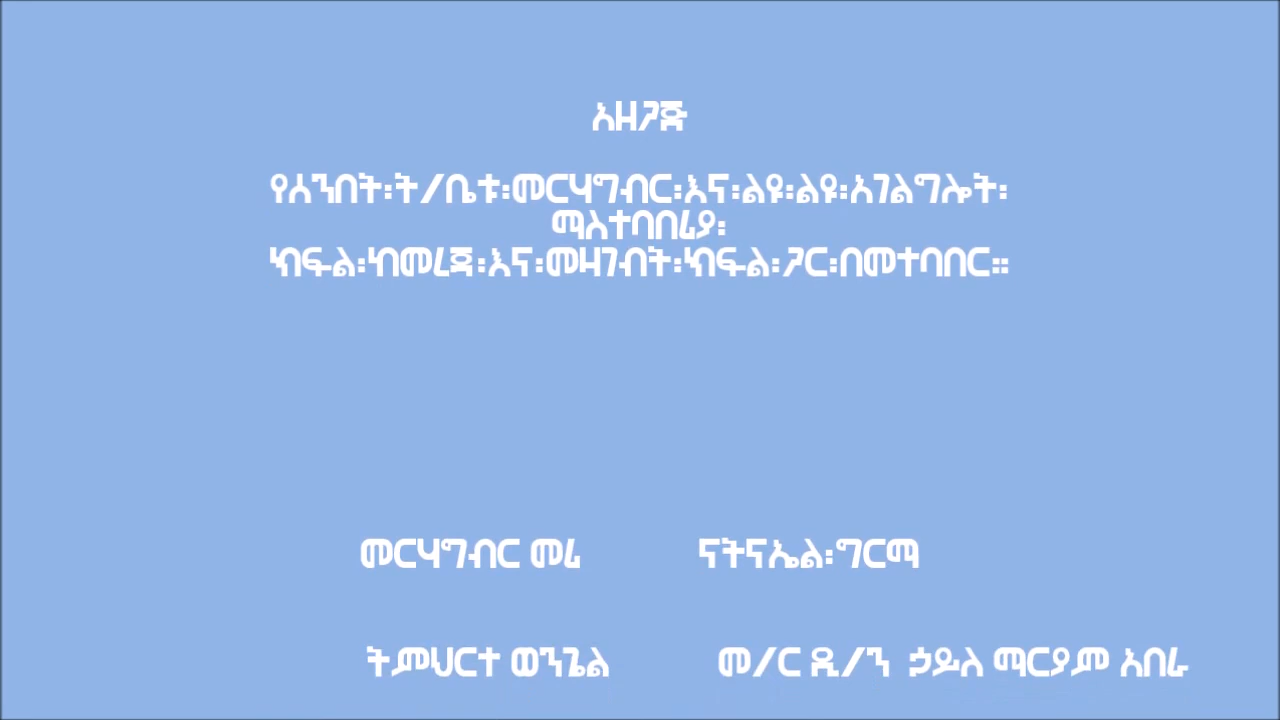 አዘጋጅ
የሰንበት፡ት/ቤቱ፡መርሃግብር፡እና፡ልዩ፡ልዩ፡አገልግሎት፡
ማስተባበሪያ፡
ክፍል፡ከመረጃ፡እና፡መዛገብት፡ክፍል፡ጋር፡በመተባበር።
መርሃግብር መሪ ናትናኤል፡ግርማ
ትምህርተ ወንጌል መ/ር ዲ/ን ኃይለ ማርያም አበራ